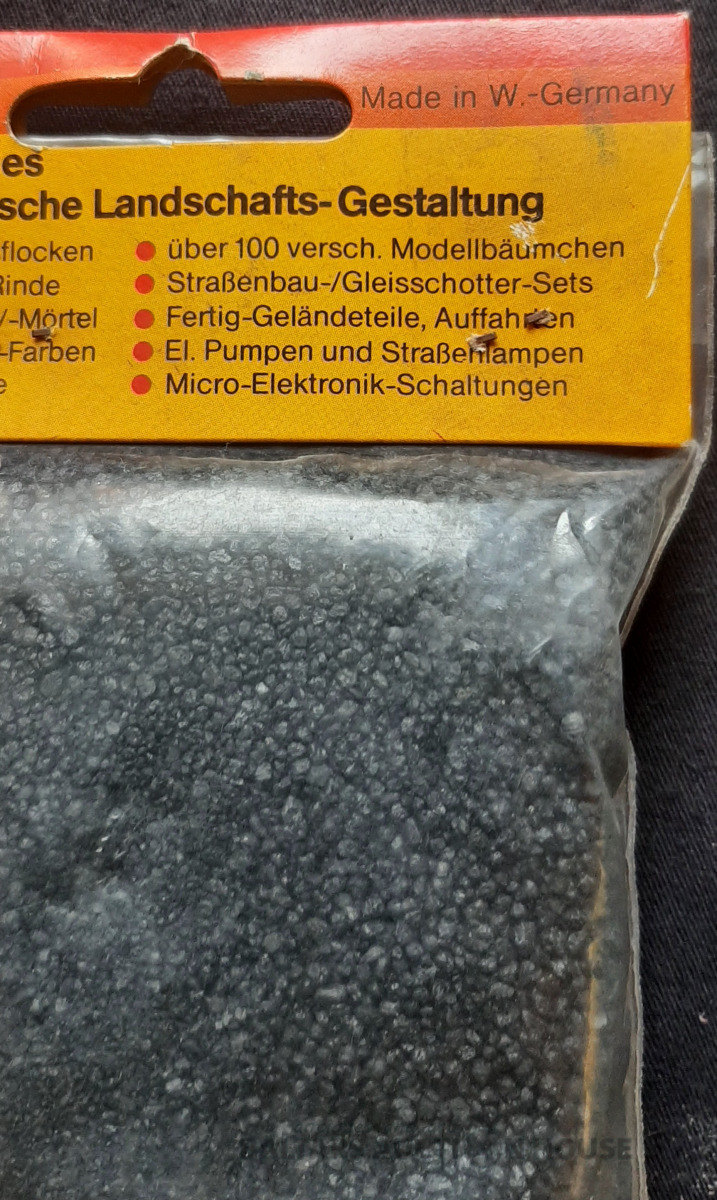 Made in W.-Germany
es
sche Landschafts-Gestaltung
flocken ● über 100 versch. Modellbäumchen
Rinde ● Straßenbau-/Gleisschotter-Sets
/-Mörtel ● Fertig-Geländeteile, Auffahrten
-Farben ● El. Pumpen und Straßenlampen
e ● Micro-Elektronik-Schaltungen